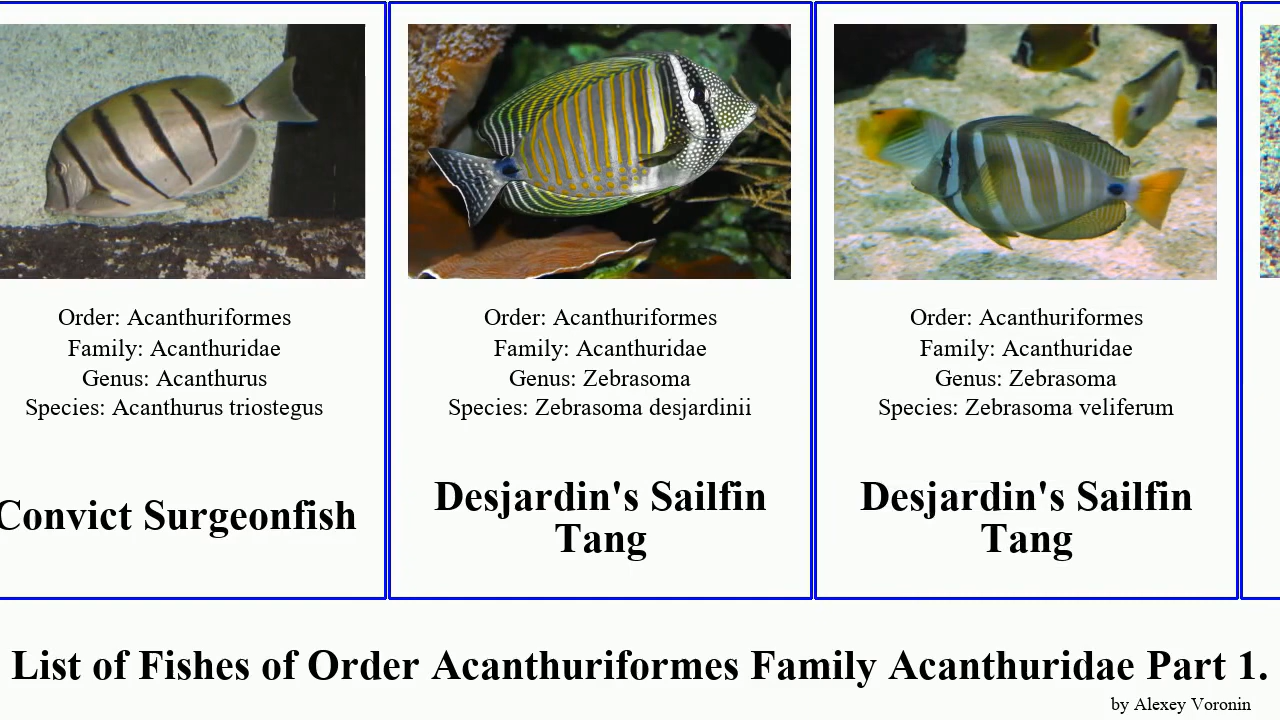 Order: Acanthuriformes
Family: Acanthuridae
Genus: Acanthurus
Species: Acanthurus triostegus
Convict Surgeonfish
Order: Acanthuriformes
Family: Acanthuridae
Genus: Zebrasoma
Species: Zebrasoma desjardinii
Desjardin's Sailfin
Tang
Order: Acanthuriformes
Family: Acanthuridae
Genus: Zebrasoma
Species: Zebrasoma veliferum
Desjardin's Sailfin
Tang
List of Fishes of Order Acanthuriformes Family Acanthuridae Part 1.
by Alexey Voronin